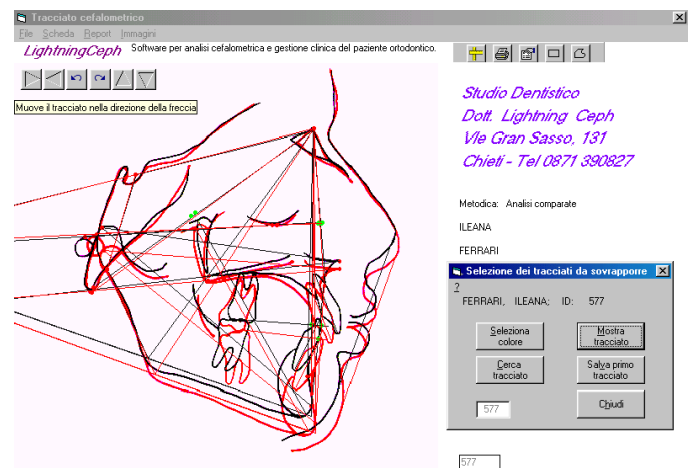 Tracciato cefalometrico
File Scheda Report Immagini
LightningCeph Software per analisi cefalometrica e gestione clinica del paziente ortodontico.
Muove il tracciato nella direzione della freccia
Studio Dentistico
Dott. Lightning Ceph
Vle Gran Sasso, 131
Chieti - Tel 0871 390827
Metodica: Analisi comparate
ILEANA
FERRARI
Selezione dei tracciati da sovrapporre
?
FERRARI, ILEANA; ID: 577
Seleziona colore
Mostra tracciato
Cerca tracciato
Salva primo tracciato
577
Chiudi
577